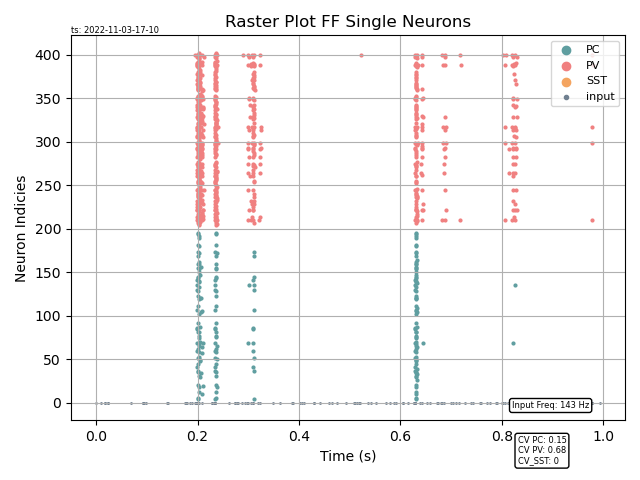 Raster Plot FF Single Neurons
ts: 2022-11-03-17-10
PC
PV
SST
input
400
350
300
250
200
150
100
50
0
Neuron Indicies
Input Freq: 143 Hz
0.0 0.2 0.4 0.6 0.8 1.0
Time (s)
CV PC: 0.15
CV PV: 0.68
CV_SST: 0